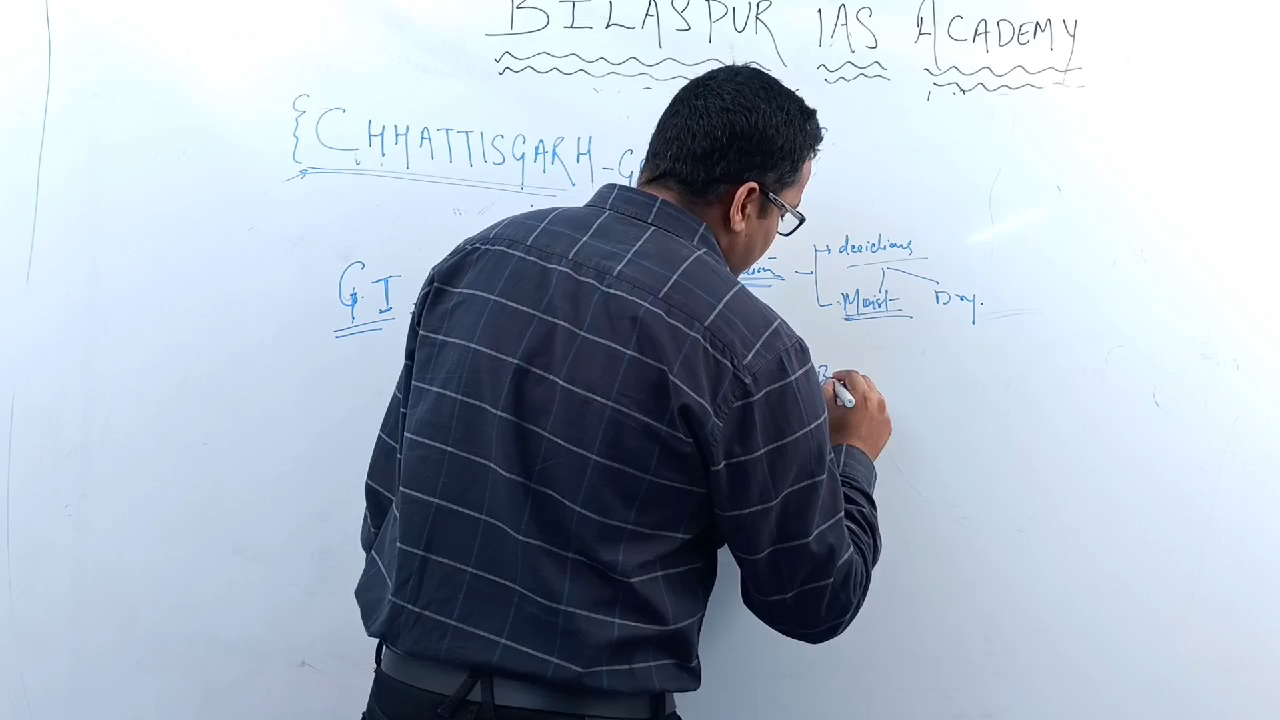 BILASPUR IAS ACADEMY
{CHHATTISGARH - G
G.I
deciduous
Moist Dry.